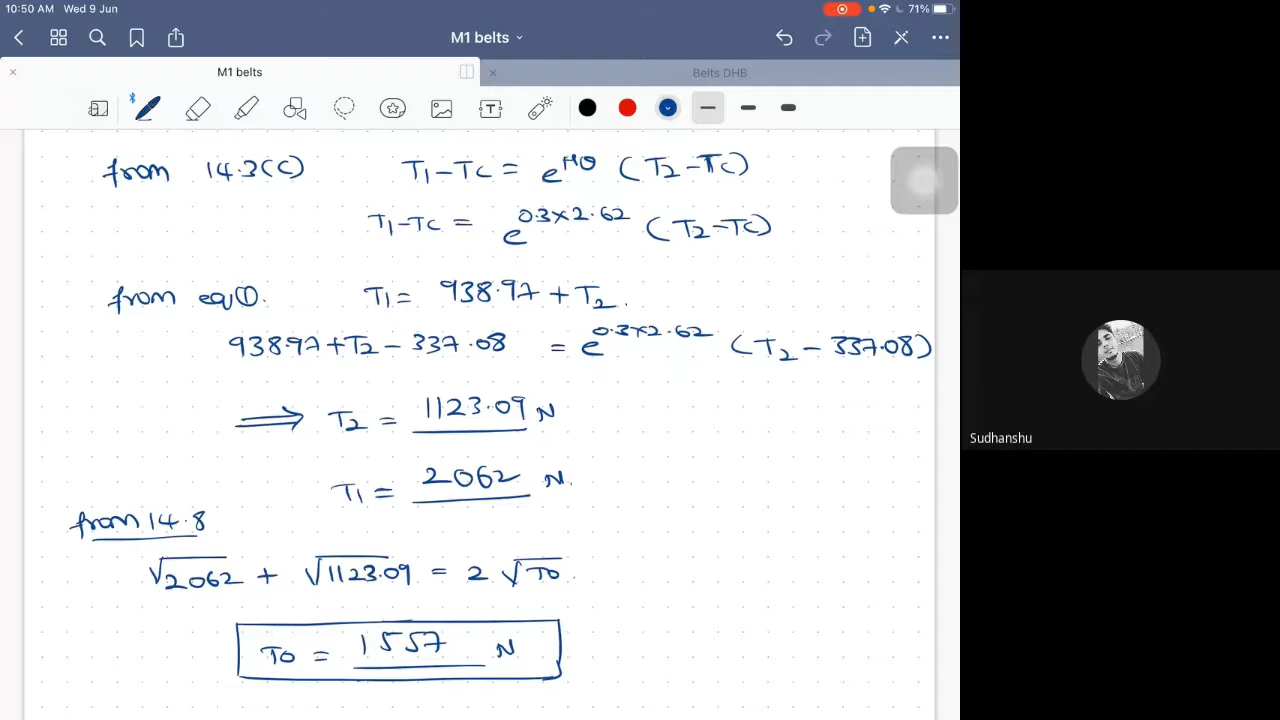 10:50 AM Wed 9 Jun 71%
M1 belts
M1 belts Belts DHB
from 14.3(C) T1-TC = e^μθ (T2-TC)
T1-TC = e^0.3×2.62 (T2-TC)
from eq① T1 = 938.97 + T2.
938.97+T2 - 337.08 = e^0.3×2.62 (T2 - 337.08)
⟹ T2 = 1123.09 N
T1 = 2062 N.
from 14.8
√2062 + √1123.09 = 2 √T0.
T0 = 1557 N
Sudhanshu